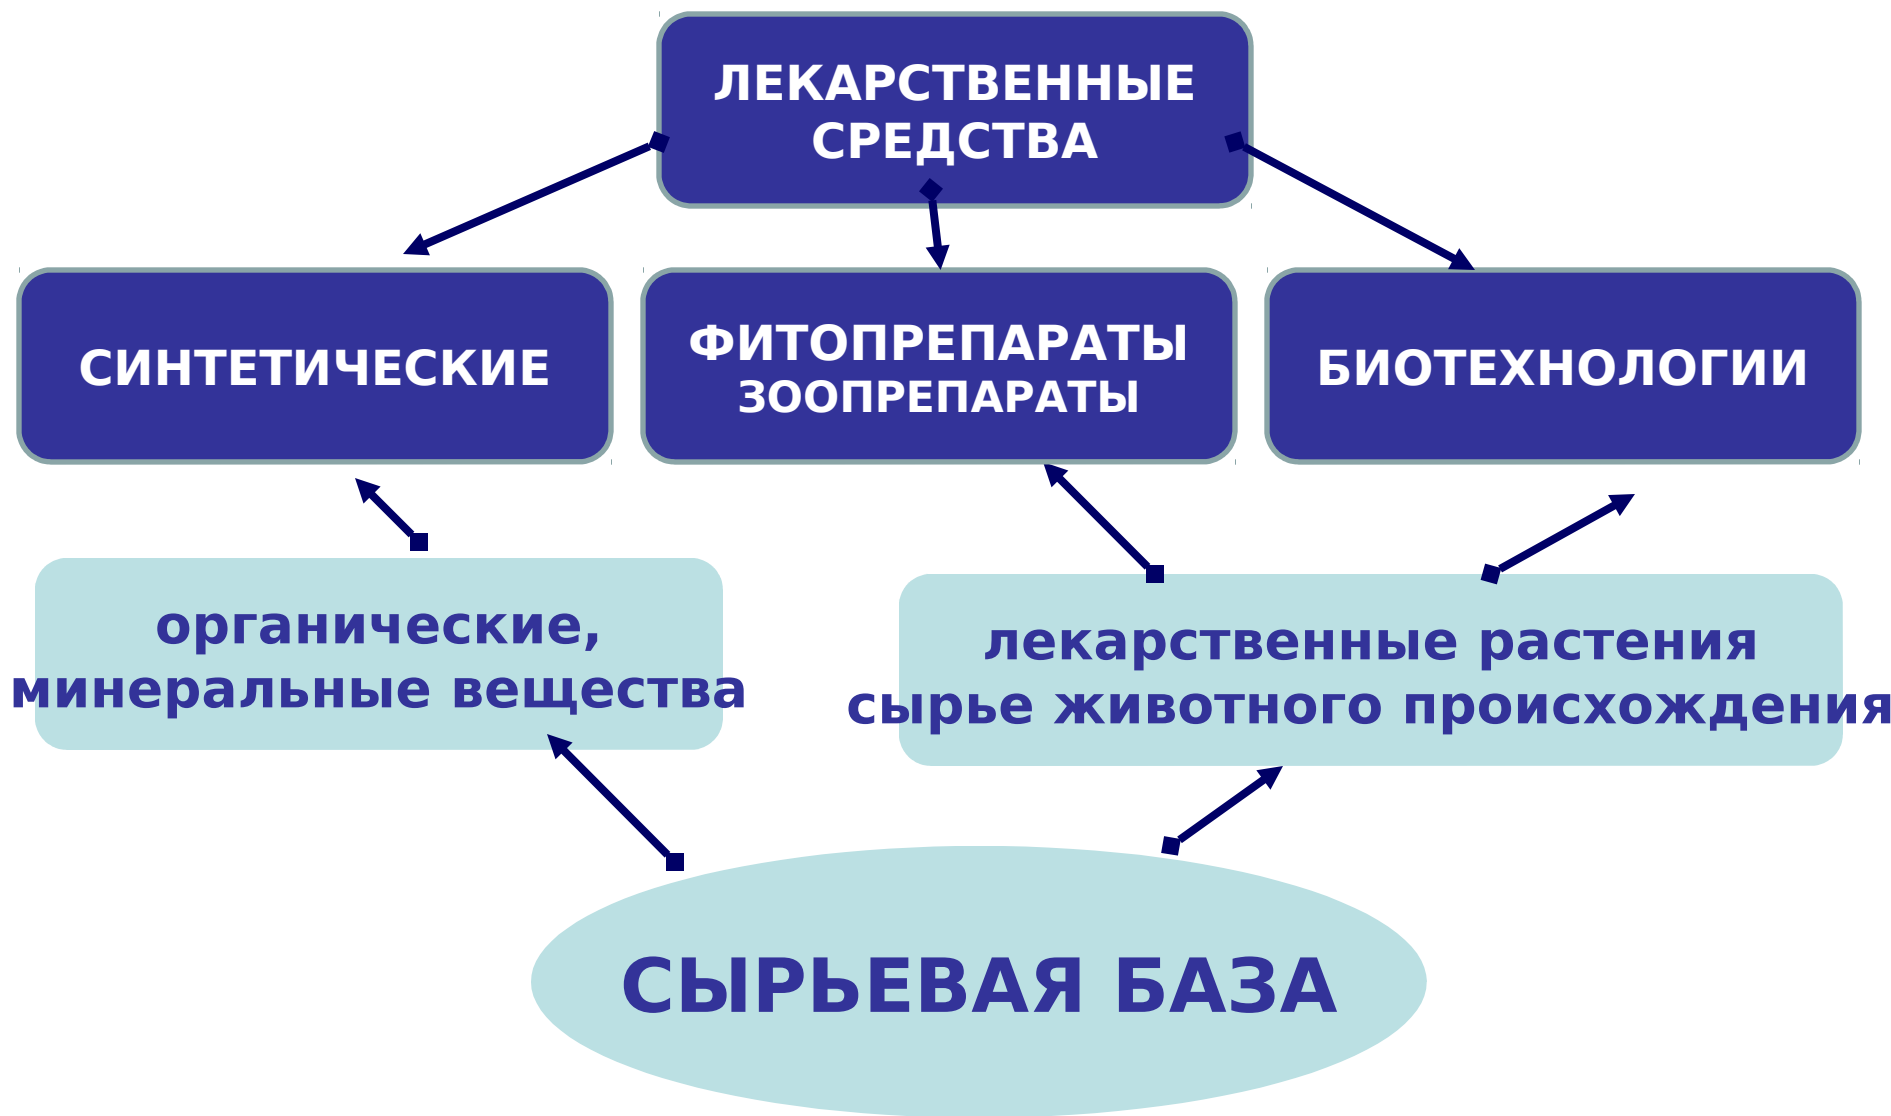 ЛЕКАРСТВЕННЫЕ
СРЕДСТВА
СИНТЕТИЧЕСКИЕ
ФИТОПРЕПАРАТЫ
ЗООПРЕПАРАТЫ
БИОТЕХНОЛОГИИ
органические,
минеральные вещества
лекарственные растения
сырье животного происхождения
СЫРЬЕВАЯ БАЗА